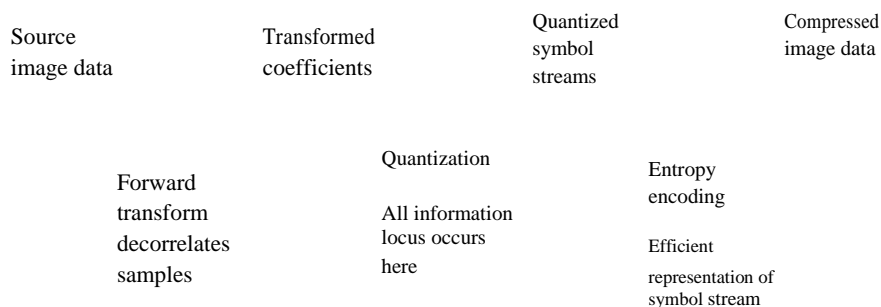 Source
image data
Transformed
coefficients
Quantized
symbol
streams
Compressed
image data
Forward
transform
decorrelates
samples
Quantization
All information
locus occurs
here
Entropy
encoding
Efficient
representation of
symbol stream